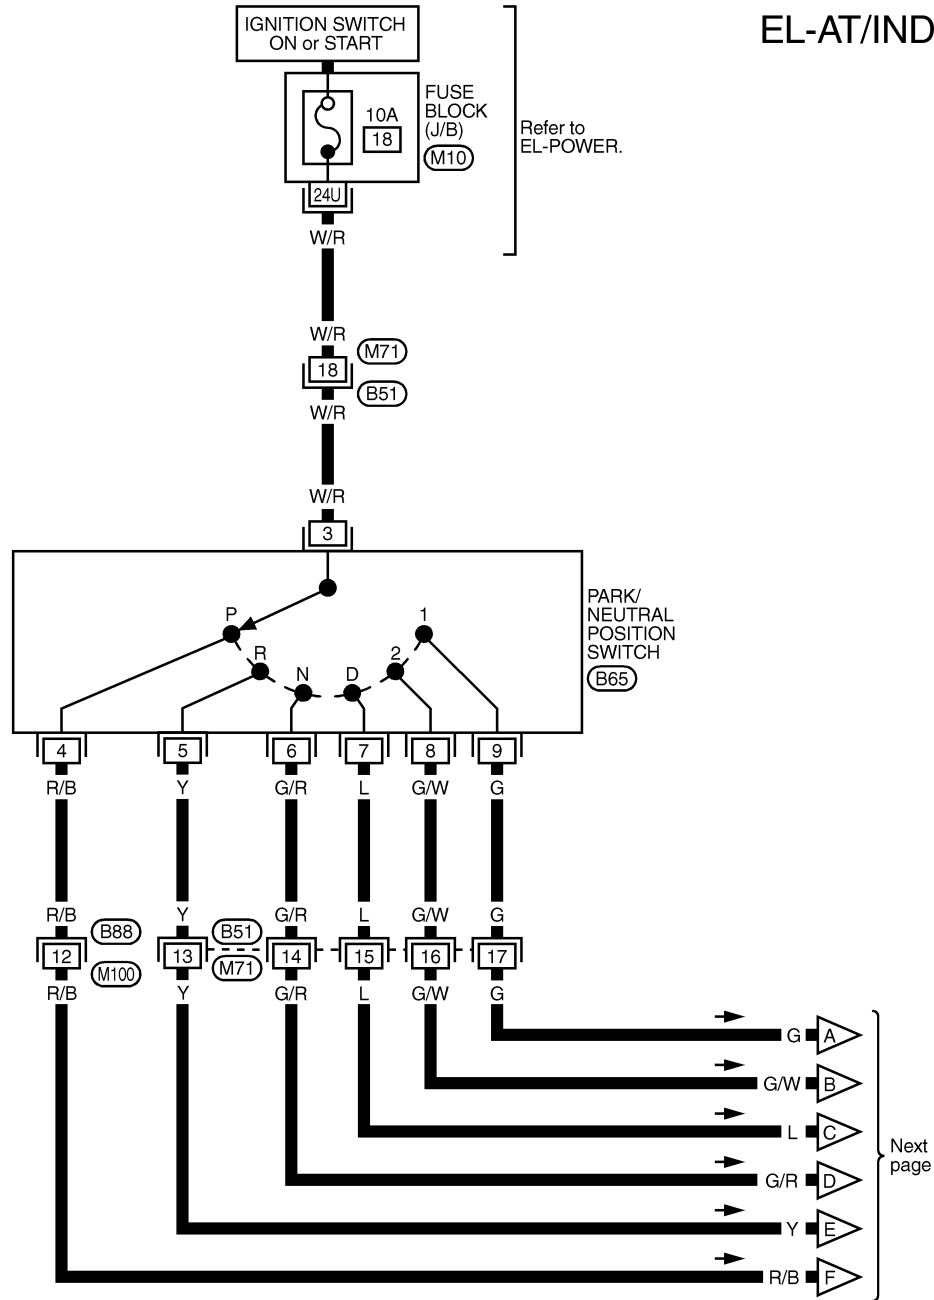 EL-AT/IND
IGNITION SWITCH
ON or START
FUSE
BLOCK
(J/B)
M10
10A
18
Refer to
EL-POWER.
24U
W/R
W/R
18
M71
B51
W/R
W/R
3
PARK/
NEUTRAL
POSITION
SWITCH
B65
P
R
N
D
2
1
4 5 6 7 8 9
R/B Y G/R L G/W G
R/B Y G/R L G/W G
B88 B51
12 13 14 15 16 17
M100 M71
R/B Y G/R L G/W G
G A
G/W B
L C
G/R D
Y E
R/B F
Next
page